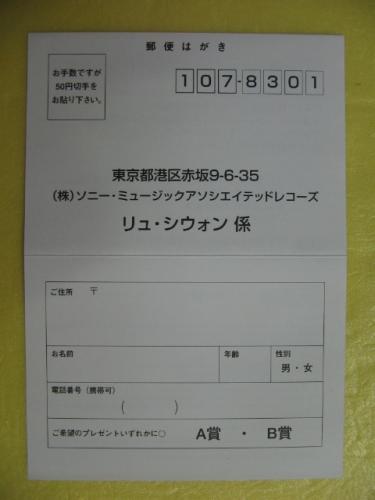 郵便はがき
お手数ですが
50円切手を
お貼り下さい。
107-8301
東京都港区赤坂9-6-35
(株)ソニー・ミュージックアソシエイテッドレコーズ
リュ・シウォン 係
ご住所 〒
お名前 年齢 性別
男・女
電話番号(携帯可)
( )
ご希望のプレゼントいずれかに○ A賞 ・ B賞